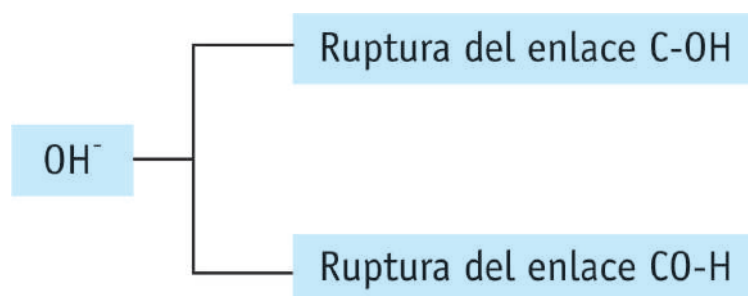 Ruptura del enlace C-OH
OH⁻
Ruptura del enlace CO-H